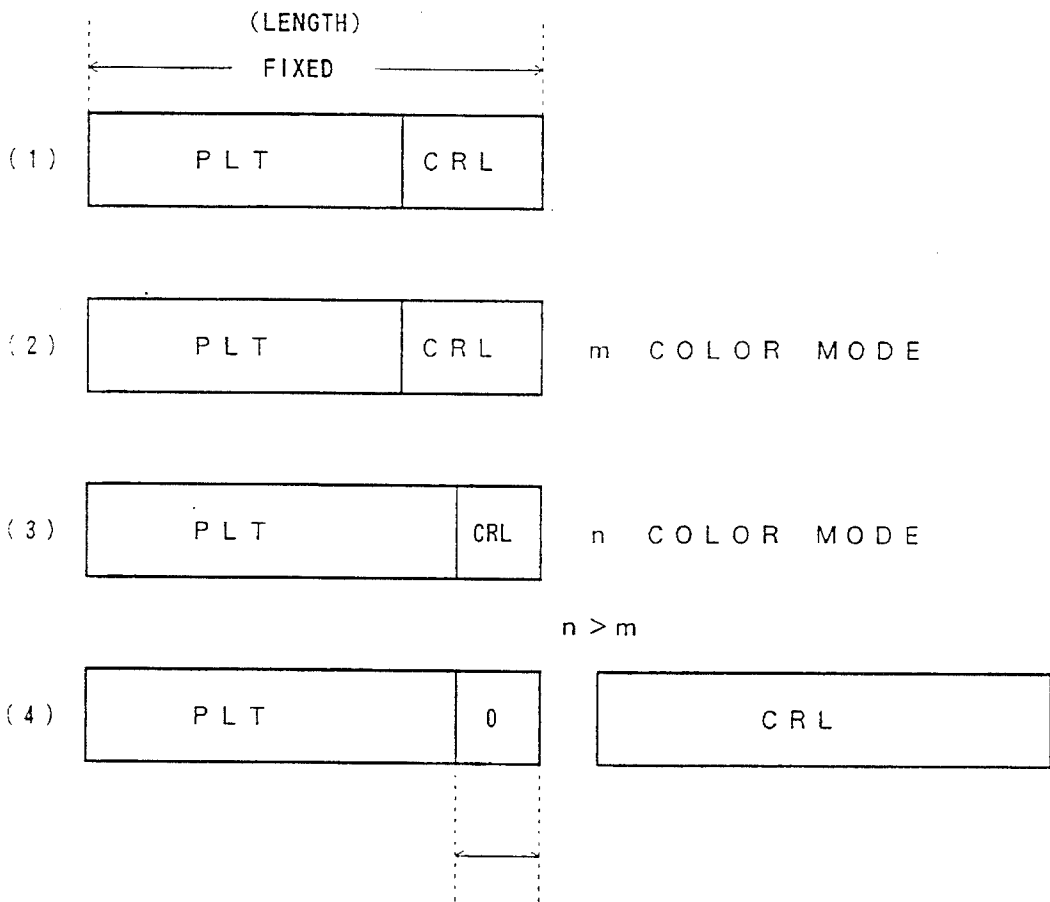 (LENGTH)
FIXED
(1) PLT CRL
(2) PLT CRL m COLOR MODE
(3) PLT CRL n COLOR MODE
n > m
(4) PLT 0 CRL